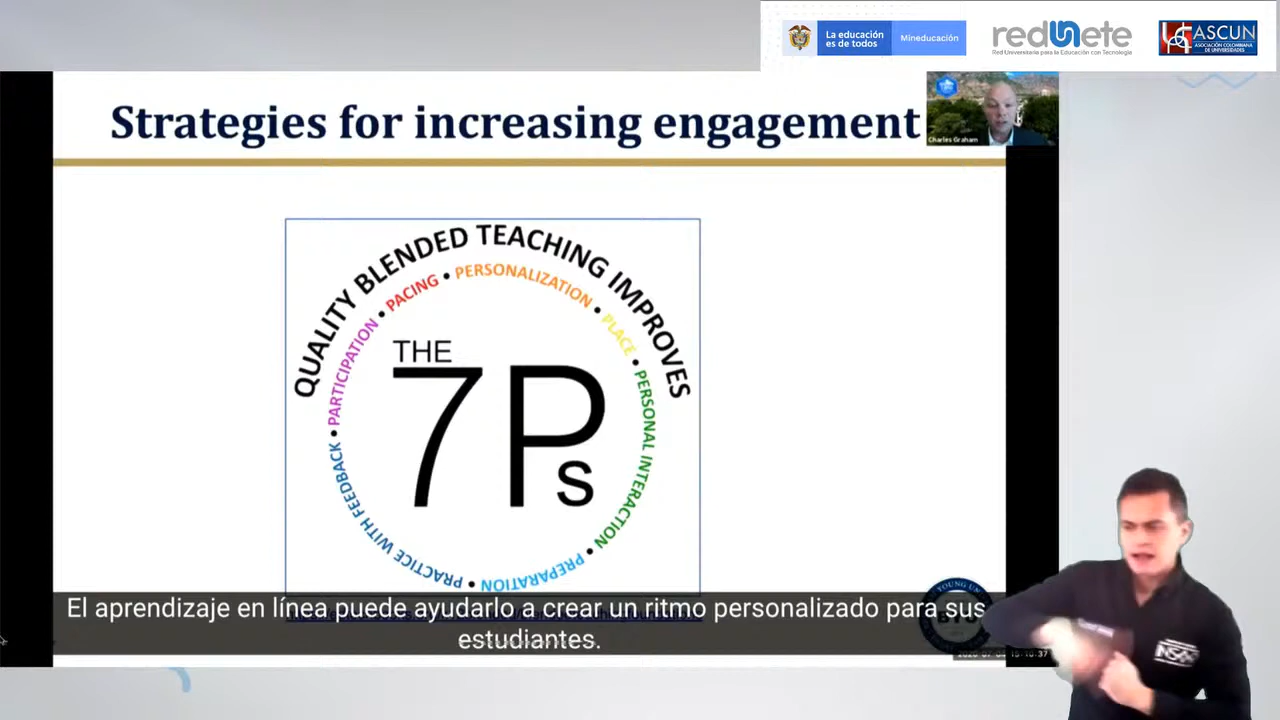 La educación
es de todos
Mineducación
redUnete
Red Universitaria para la Educación con Tecnología
ASCUN
ASOCIACIÓN COLOMBIANA
DE UNIVERSIDADES
Strategies for increasing engagement
Charles Graham
QUALITY BLENDED TEACHING IMPROVES
PARTICIPATION • PACING • PERSONALIZATION • PLACE • PERSONAL INTERACTION • PREPARATION • PRACTICE WITH FEEDBACK •
THE
7 Ps
El aprendizaje en línea puede ayudarlo a crear un ritmo personalizado para sus
estudiantes.